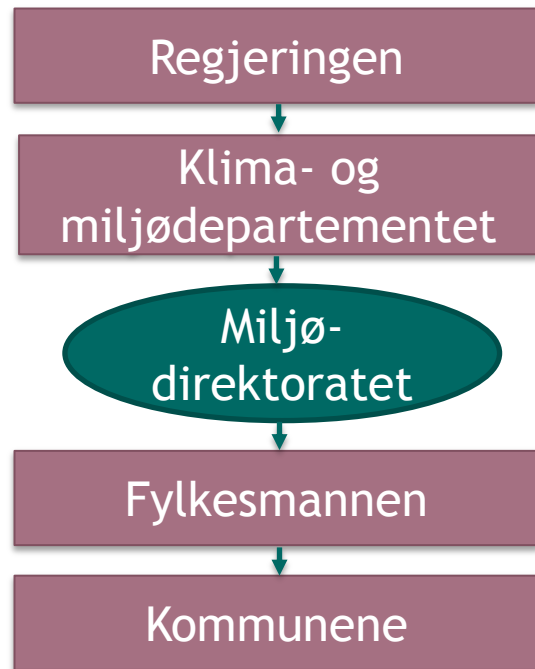 Regjeringen
Klima- og
miljødepartementet
Miljø-
direktoratet
Fylkesmannen
Kommunene